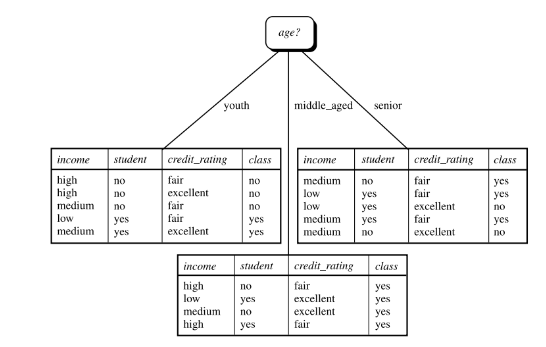 age?
youth
middle_aged
senior
income student credit_rating class
high no fair no
high no excellent no
medium no fair no
low yes fair yes
medium yes excellent yes
income student credit_rating class
medium no fair yes
low yes fair yes
low yes excellent no
medium yes fair yes
medium no excellent no
income student credit_rating class
high no fair yes
low yes excellent yes
medium no excellent yes
high yes fair yes